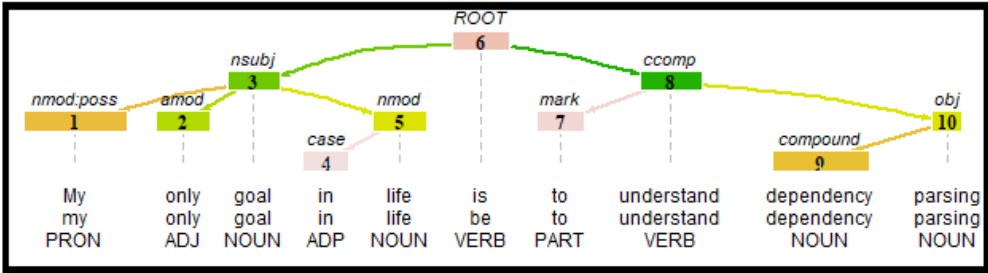 ROOT
6
nsubj ccomp
3 8
nmod:poss amod nmod mark obj
1 2 5 7 10
case compound
4 9
My only goal in life is to understand dependency parsing
my only goal in life be to understand dependency parsing
PRON ADJ NOUN ADP NOUN VERB PART VERB NOUN NOUN